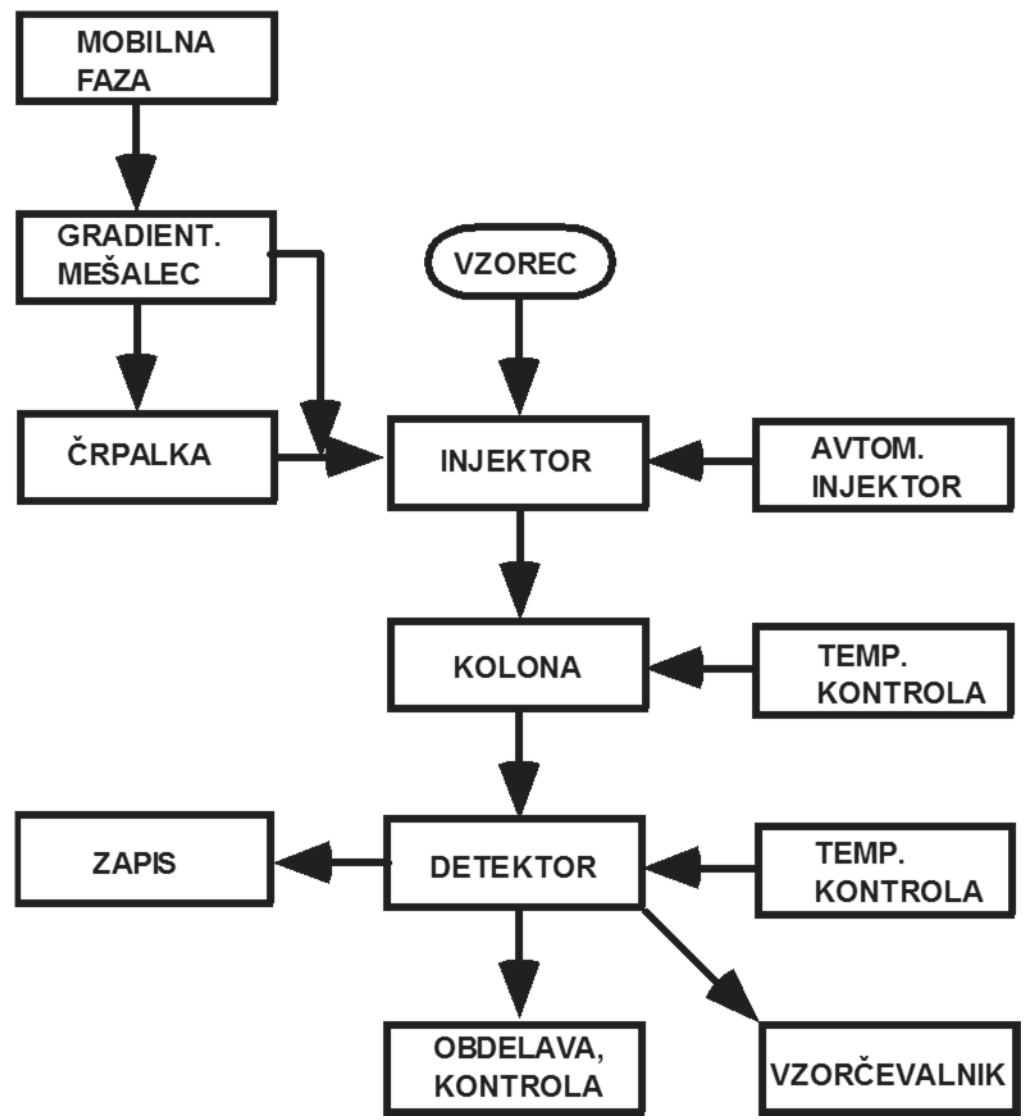 MOBILNA
FAZA
GRADIENT.
MEŠALEC
VZOREC
ČRPALKA
INJEKTOR
AVTOM.
INJEKTOR
KOLONA
TEMP.
KONTROLA
ZAPIS
DETEKTOR
TEMP.
KONTROLA
OBDELAVA,
KONTROLA
VZORČEVALNIK